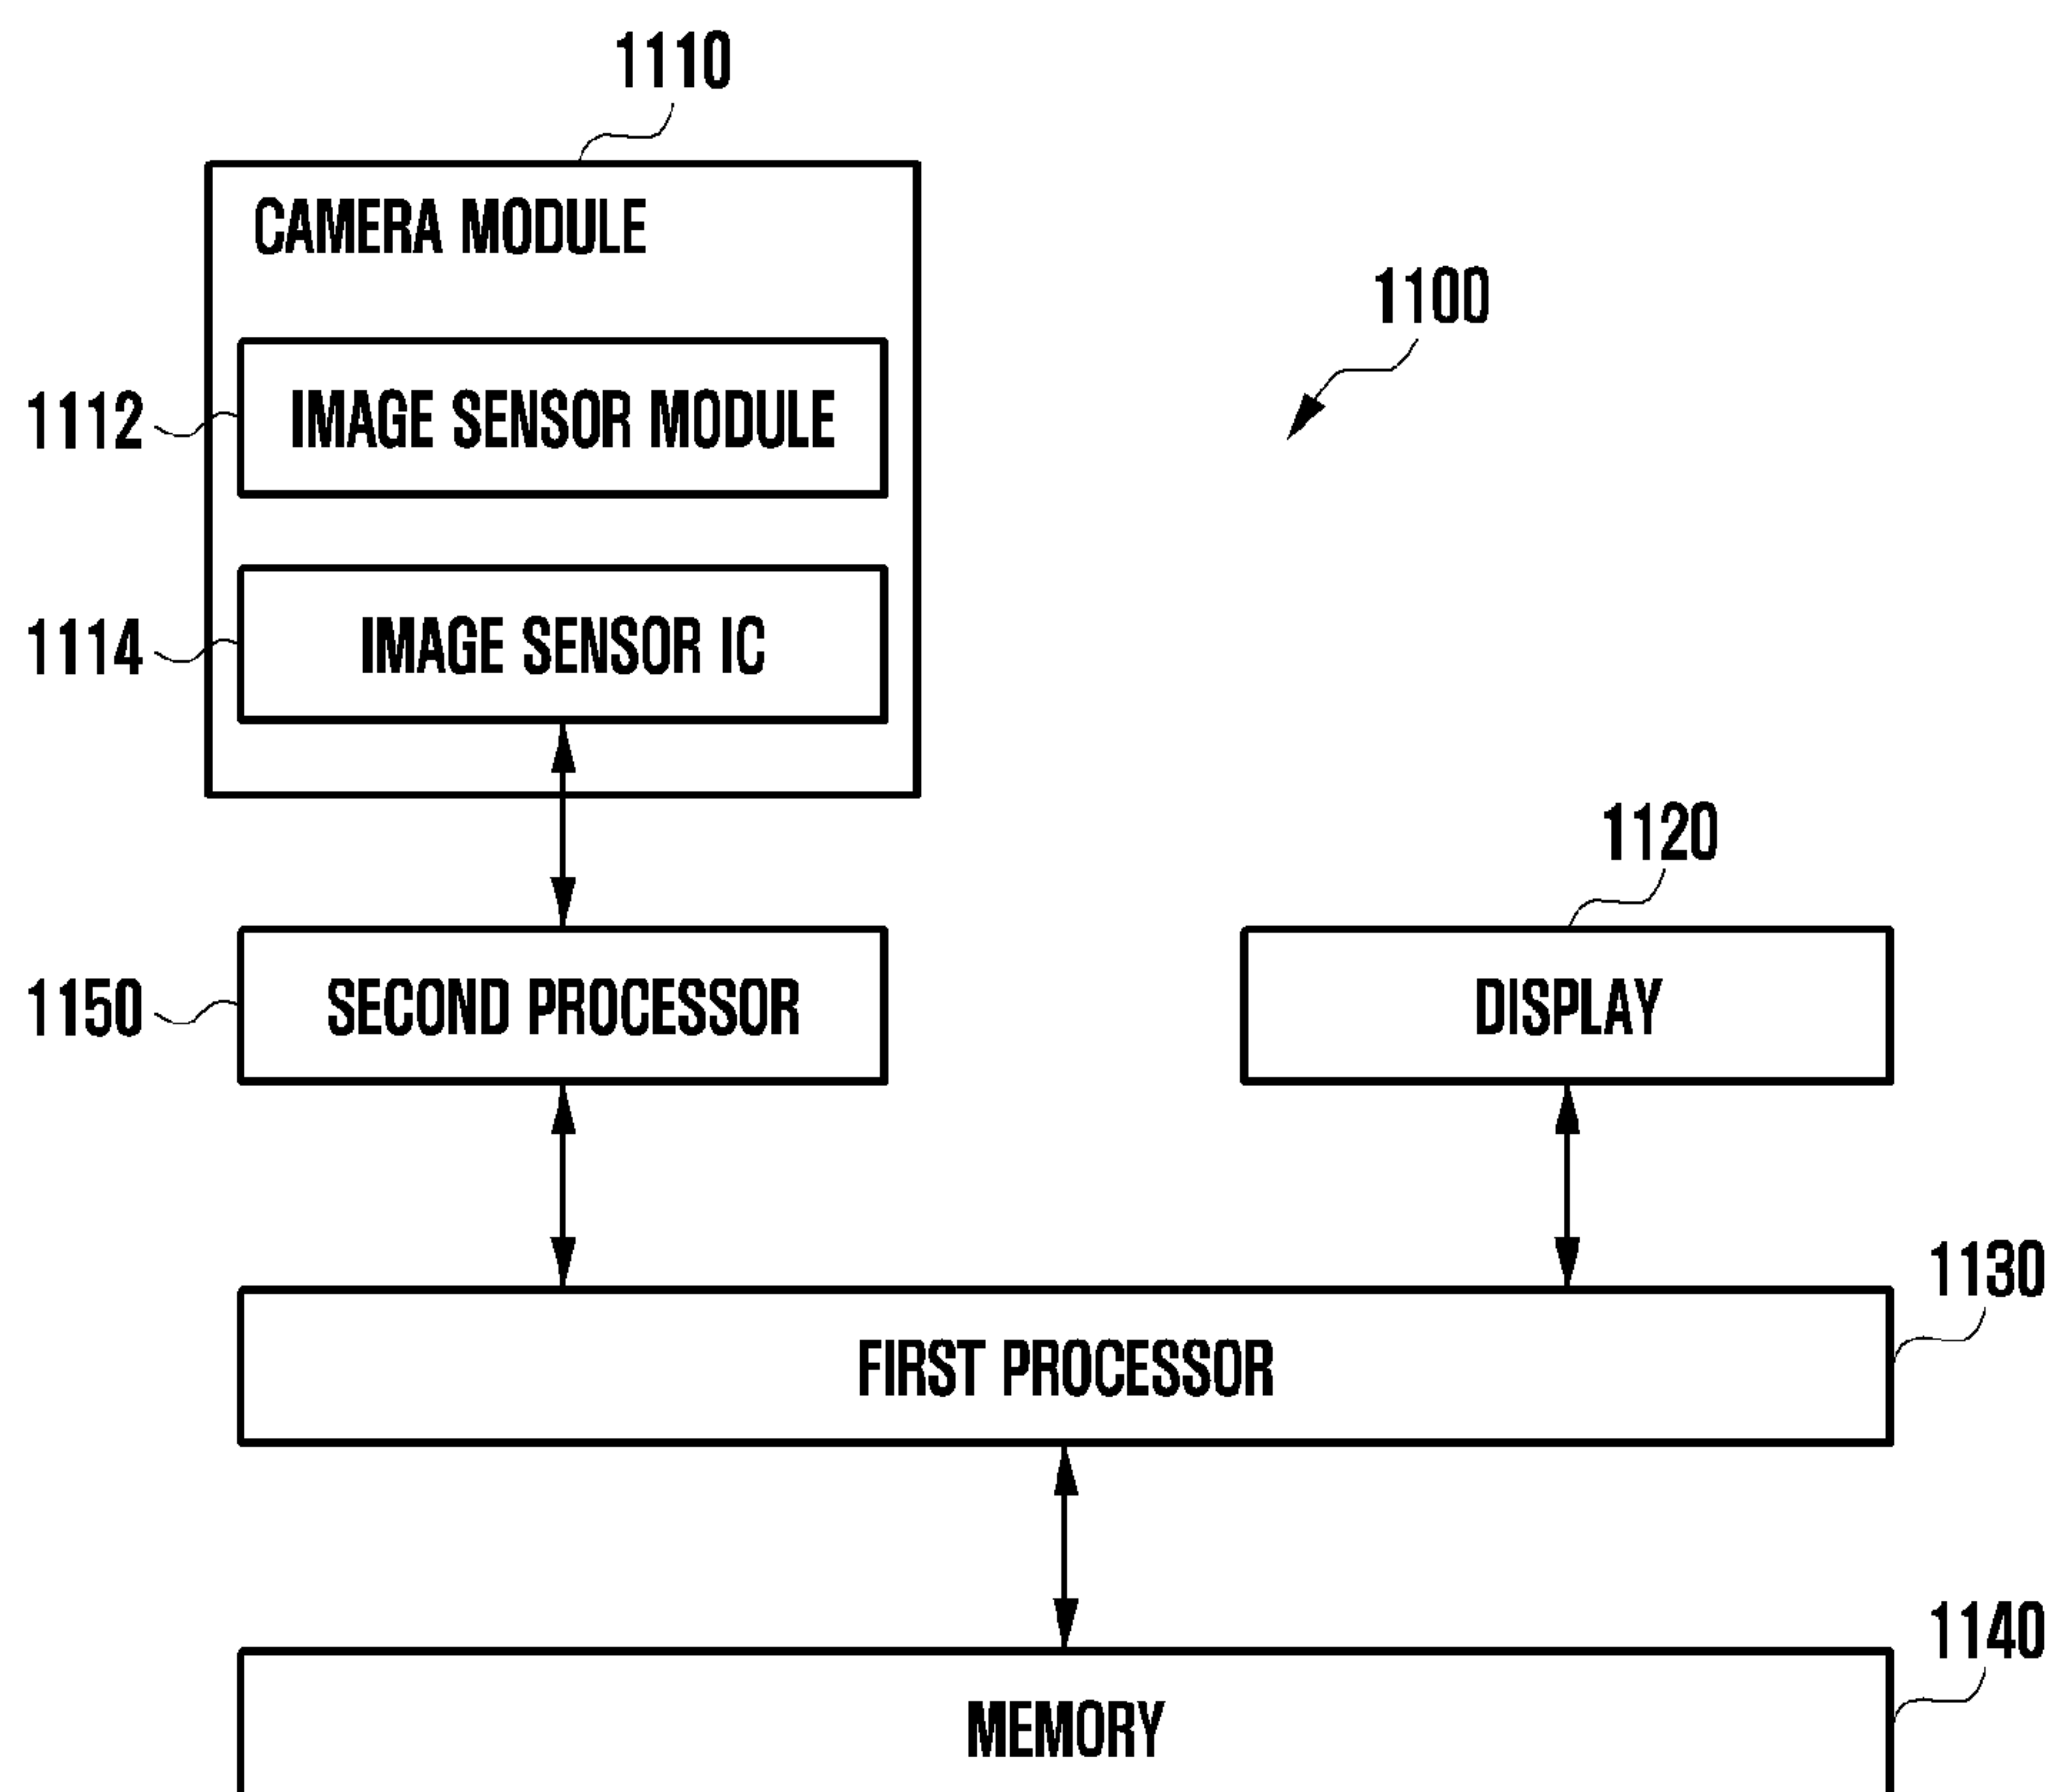 1110
CAMERA MODULE
1100
1112
IMAGE SENSOR MODULE
1114
IMAGE SENSOR IC
1120
1150
SECOND PROCESSOR
DISPLAY
1130
FIRST PROCESSOR
1140
MEMORY